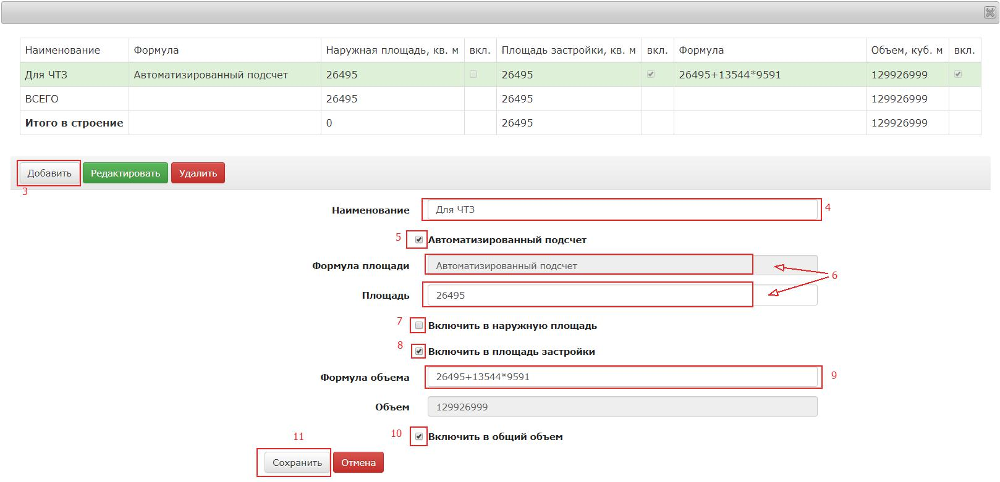 Наименование Формула Наружная площадь, кв. м вкл. Площадь застройки, кв. м вкл. Формула Объем, куб. м вкл.
Для ЧТЗ Автоматизированный подсчет 26495 26495 26495+13544*9591 129926999
ВСЕГО 26495 26495 129926999
Итого в строение 0 26495 129926999
Добавить Редактировать Удалить
3
Наименование Для ЧТЗ 4
5 Автоматизированный подсчет
Формула площади Автоматизированный подсчет
6
Площадь 26495
7 Включить в наружную площадь
8 Включить в площадь застройки
Формула объема 26495+13544*9591 9
Объем 129926999
10 Включить в общий объем
11
Сохранить Отмена